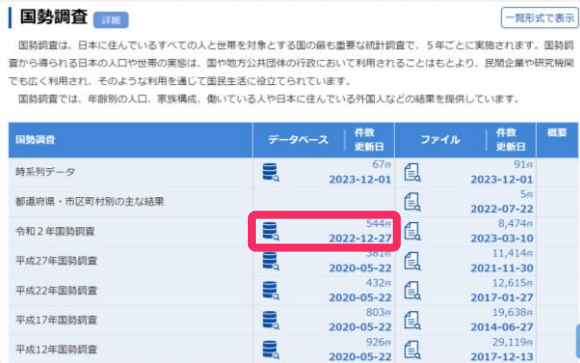 国勢調査 詳細 一覧形式で表示
国勢調査は、日本に住んでいるすべての人と世帯を対象とする国の最も重要な統計調査で、５年ごとに実施されます。国勢調
査から得られる日本の人口や世帯の実態は、国や地方公共団体の行政において利用されることはもとより、民間企業や研究機関
でも広く利用され、そのような利用を通じて国民生活に役立てられています。
国勢調査では、年齢別の人口、家族構成、働いている人や日本に住んでいる外国人などの結果を提供しています。
国勢調査 データベース 件数 ファイル 件数 概要
更新日 更新日
時系列データ 67件 91件
2023-12-01 2023-12-01
都道府県・市区町村別の主な結果 5件
2022-07-22
令和２年国勢調査 544件 8,474件
2022-12-27 2023-03-10
平成27年国勢調査 381件 11,414件
2020-05-22 2021-11-30
平成22年国勢調査 432件 12,615件
2020-05-22 2017-01-27
平成17年国勢調査 803件 19,638件
2020-05-22 2014-06-27
平成12年国勢調査 926件 29,119件
2020-05-22 2017-12-13